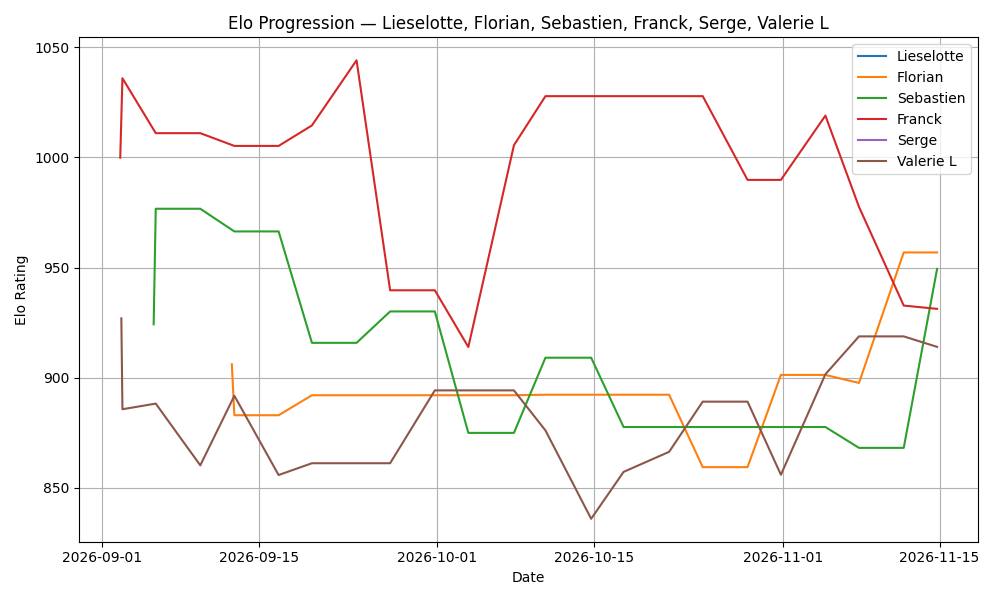 Elo Progression — Lieselotte, Florian, Sebastien, Franck, Serge, Valerie L
Elo Rating
1050
1000
950
900
850
Lieselotte
Florian
Sebastien
Franck
Serge
Valerie L
2026-09-01
2026-09-15
2026-10-01
2026-10-15
2026-11-01
2026-11-15
Date